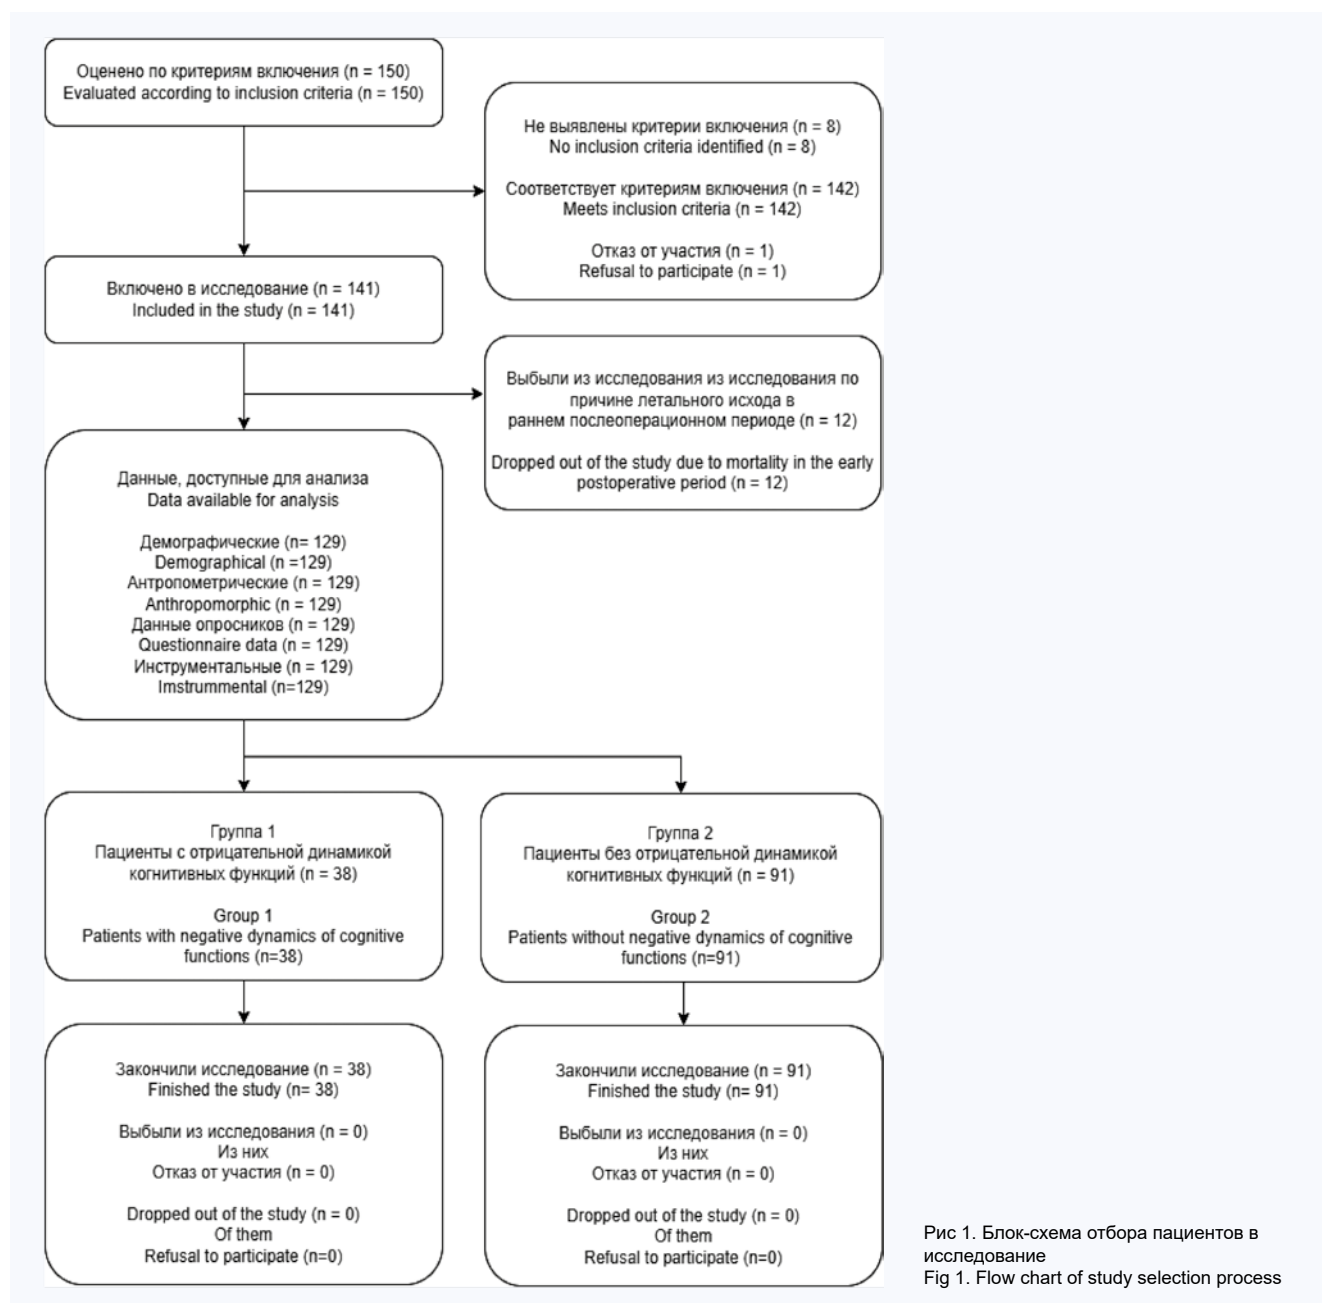 Оценено по критериям включения (n = 150)
Evaluated according to inclusion criteria (n = 150)
Не выявлены критерии включения (n = 8)
No inclusion criteria identified (n = 8)
Соответствует критериям включения (n = 142)
Meets inclusion criteria (n = 142)
Отказ от участия (n = 1)
Refusal to participate (n = 1)
Включено в исследование (n = 141)
Included in the study (n = 141)
Выбыли из исследования из исследования по
причине летального исхода в
раннем послеоперационном периоде (n = 12)
Dropped out of the study due to mortality in the early
postoperative period (n = 12)
Данные, доступные для анализа
Data available for analysis
Демографические (n= 129)
Demographical (n =129)
Антропометрические (n = 129)
Anthropomorphic (n = 129)
Данные опросников (n = 129)
Questionnaire data (n = 129)
Инструментальные (n = 129)
Imstrummental (n=129)
Группа 1
Пациенты с отрицательной динамикой
когнитивных функций (n = 38)
Group 1
Patients with negative dynamics of cognitive
functions (n=38)
Группа 2
Пациенты без отрицательной динамикой
когнитивных функций (n = 91)
Group 2
Patients without negative dynamics of cognitive
functions (n=91)
Закончили исследование (n = 38)
Finished the study (n= 38)
Выбыли из исследования (n = 0)
Из них
Отказ от участия (n = 0)
Dropped out of the study (n = 0)
Of them
Refusal to participate (n=0)
Закончили исследование (n = 91)
Finished the study (n= 91)
Выбыли из исследования (n = 0)
Из них
Отказ от участия (n = 0)
Dropped out of the study (n = 0)
Of them
Refusal to participate (n=0)
Рис 1. Блок-схема отбора пациентов в
исследование
Fig 1. Flow chart of study selection process